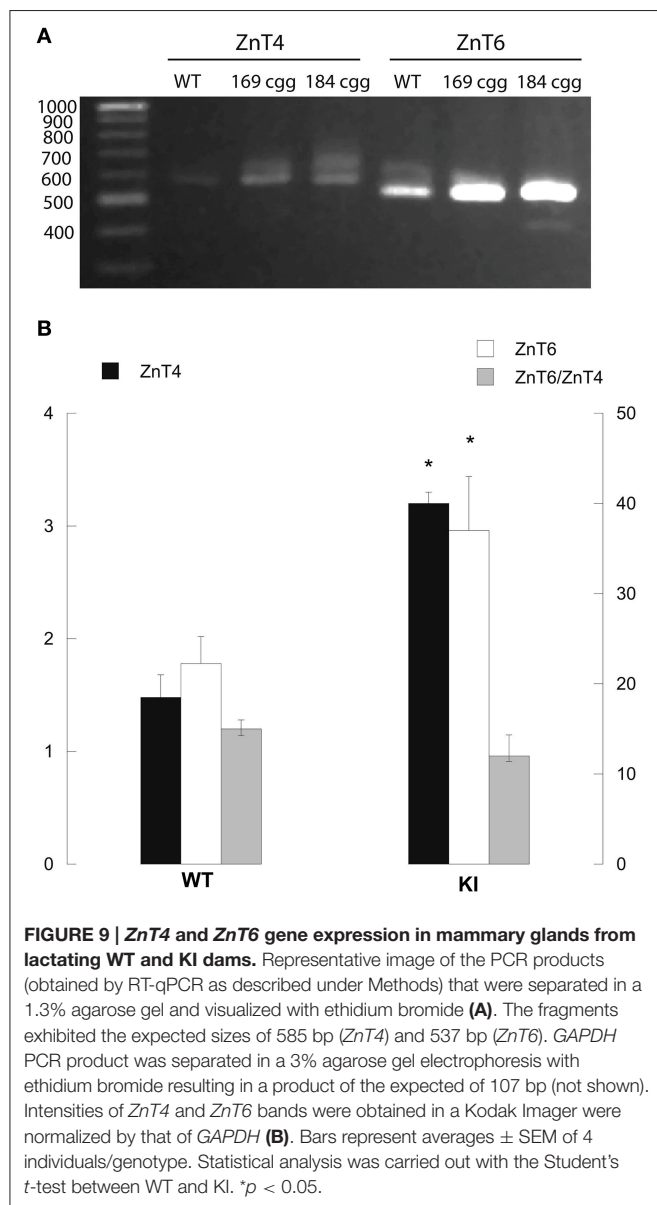 A
ZnT4 ZnT6
WT 169 cgg 184 cgg WT 169 cgg 184 cgg
1000
900
800
700
600
500
400
B
ZnT4
ZnT6
ZnT6/ZnT4
4 50
* *
40
3
30
2
20
1
10
0 0
WT KI
FIGURE 9 | ZnT4 and ZnT6 gene expression in mammary glands from
lactating WT and KI dams. Representative image of the PCR products
(obtained by RT-qPCR as described under Methods) that were separated in a
1.3% agarose gel and visualized with ethidium bromide (A). The fragments
exhibited the expected sizes of 585 bp (ZnT4) and 537 bp (ZnT6). GAPDH
PCR product was separated in a 3% agarose gel electrophoresis with
ethidium bromide resulting in a product of the expected of 107 bp (not shown).
Intensities of ZnT4 and ZnT6 bands were obtained in a Kodak Imager were
normalized by that of GAPDH (B). Bars represent averages ± SEM of 4
individuals/genotype. Statistical analysis was carried out with the Student's
t-test between WT and KI. *p < 0.05.